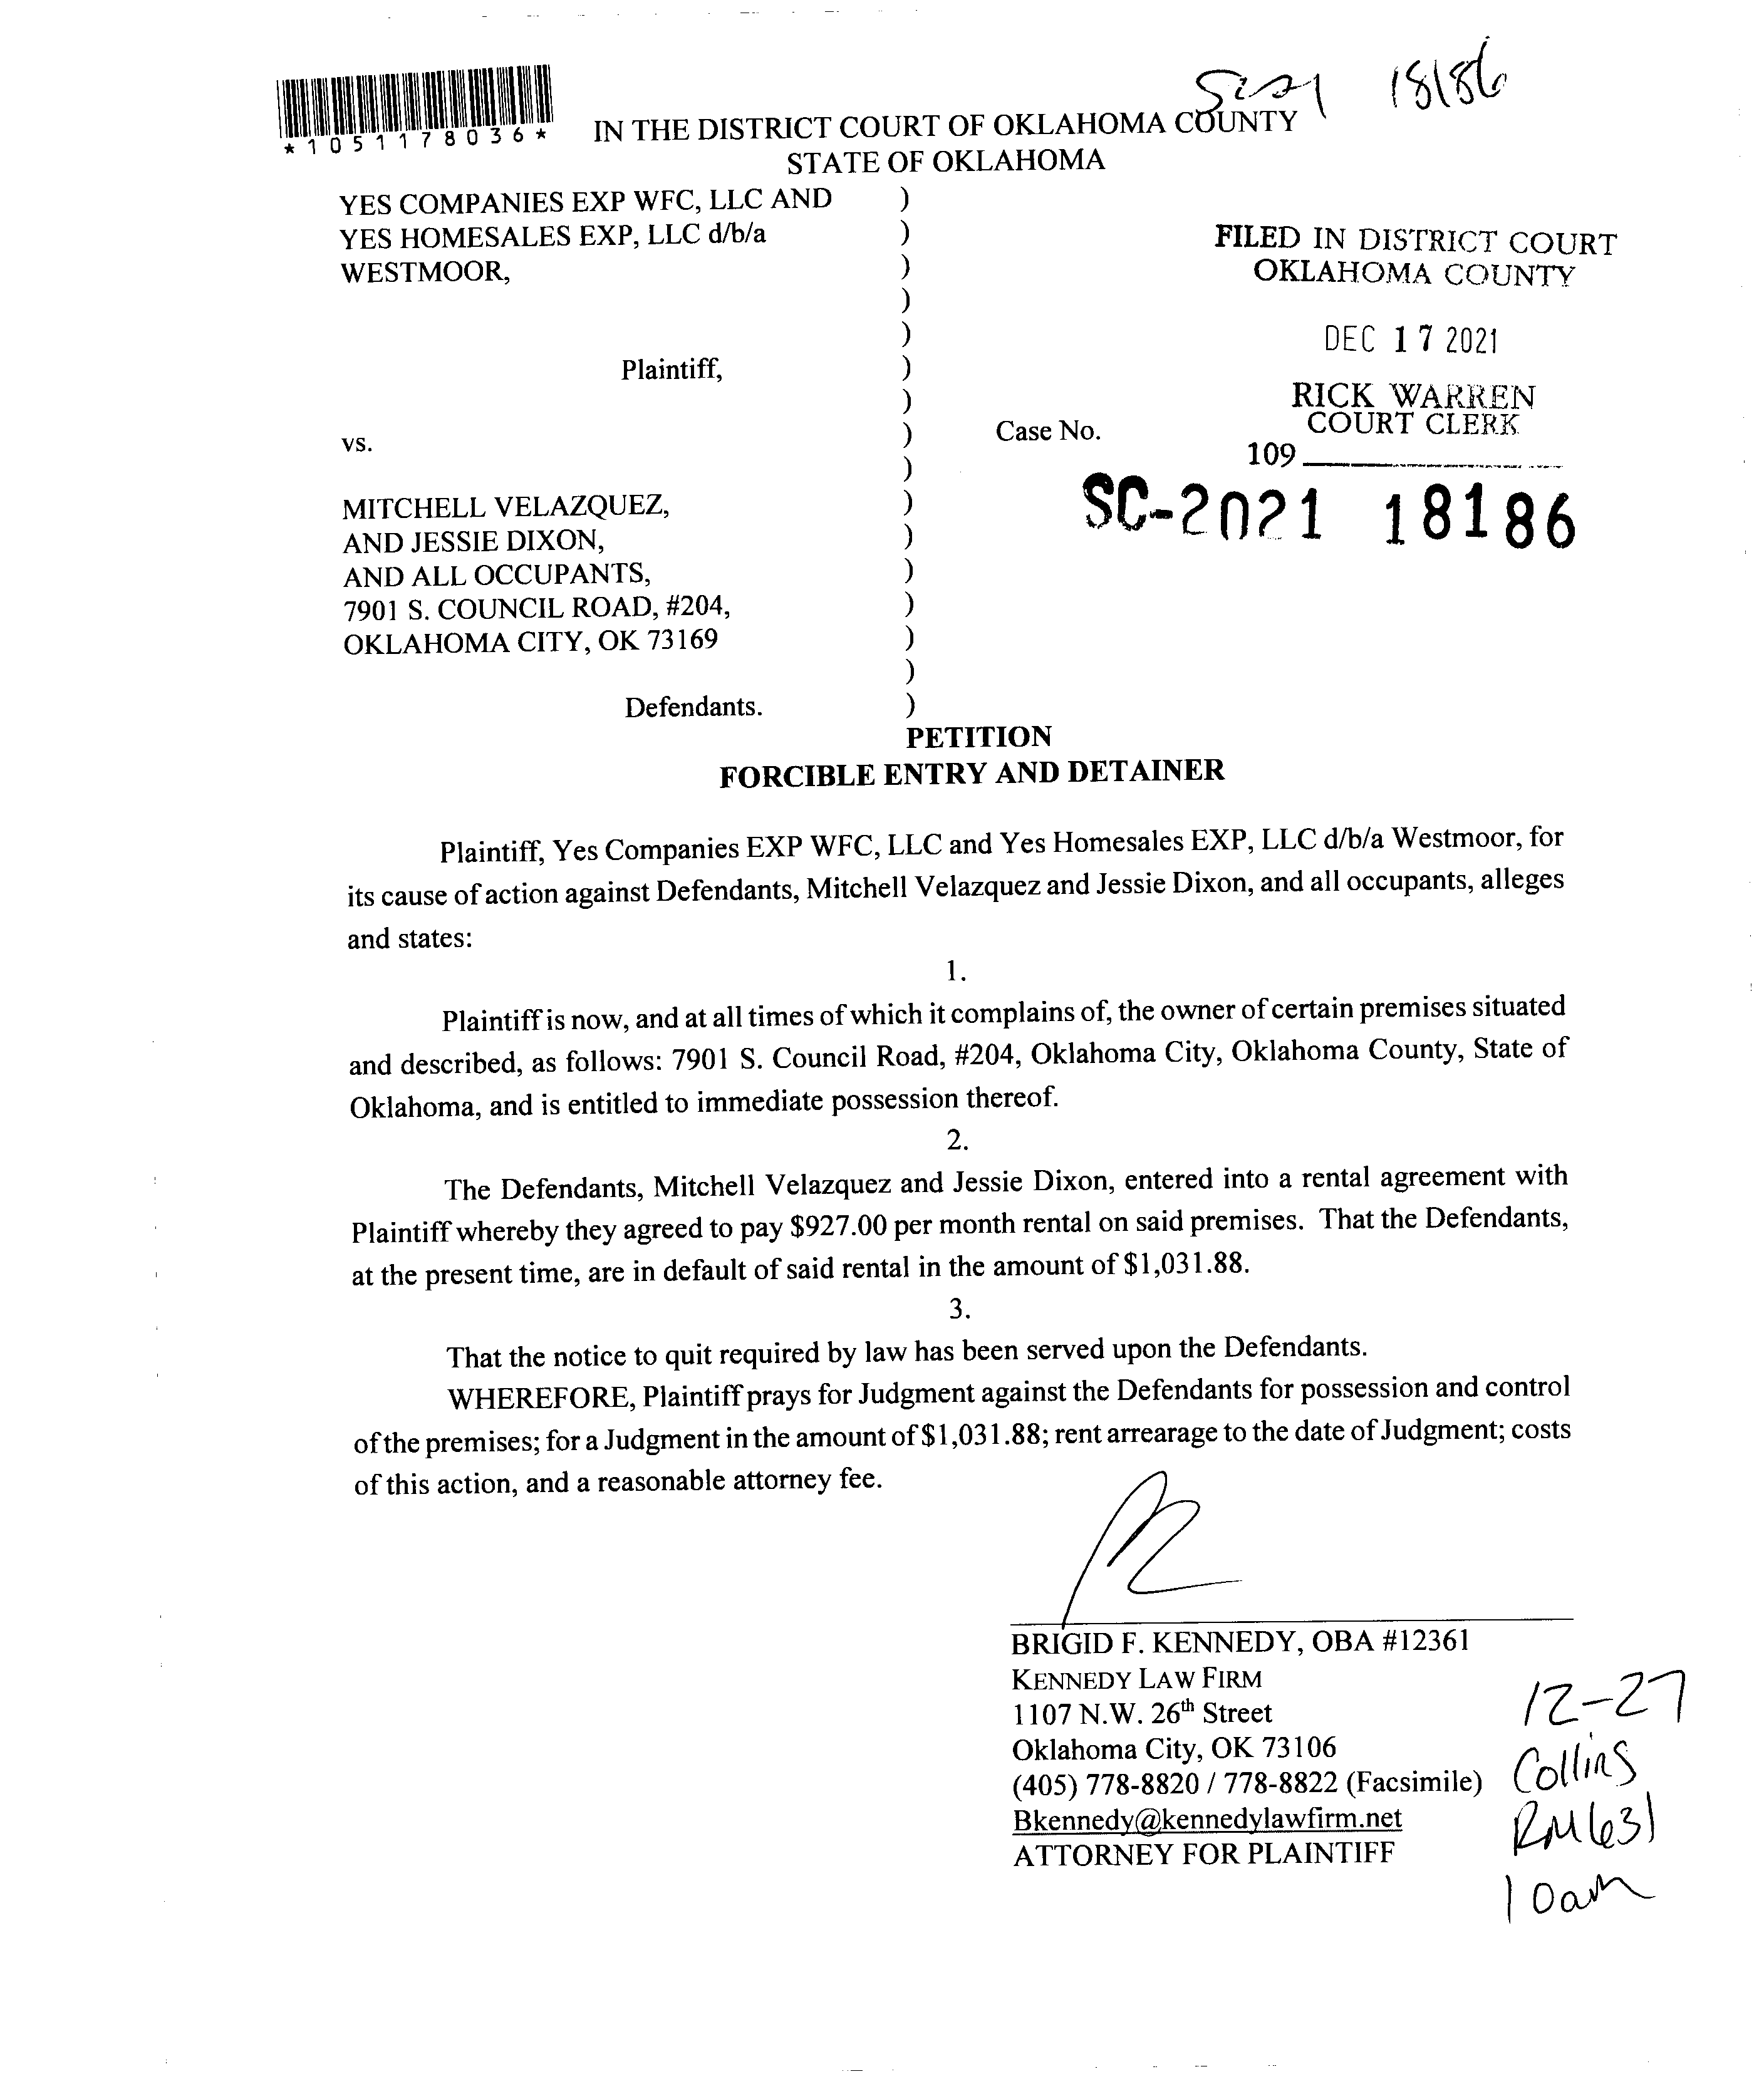 SC21 18186
*1051178036*
IN THE DISTRICT COURT OF OKLAHOMA COUNTY
STATE OF OKLAHOMA
YES COMPANIES EXP WFC, LLC AND )
YES HOMESALES EXP, LLC d/b/a )
WESTMOOR, )
)
)
Plaintiff, )
)
vs. )
)
MITCHELL VELAZQUEZ, )
AND JESSIE DIXON, )
AND ALL OCCUPANTS, )
7901 S. COUNCIL ROAD, #204, )
OKLAHOMA CITY, OK 73169 )
)
Defendants. )
FILED IN DISTRICT COURT
OKLAHOMA COUNTY
DEC 17 2021
RICK WARREN
COURT CLERK
Case No.
109
SC-2021 18186
PETITION
FORCIBLE ENTRY AND DETAINER
Plaintiff, Yes Companies EXP WFC, LLC and Yes Homesales EXP, LLC d/b/a Westmoor, for
its cause of action against Defendants, Mitchell Velazquez and Jessie Dixon, and all occupants, alleges
and states:
1.
Plaintiff is now, and at all times of which it complains of, the owner of certain premises situated
and described, as follows: 7901 S. Council Road, #204, Oklahoma City, Oklahoma County, State of
Oklahoma, and is entitled to immediate possession thereof.
2.
The Defendants, Mitchell Velazquez and Jessie Dixon, entered into a rental agreement with
Plaintiff whereby they agreed to pay $927.00 per month rental on said premises. That the Defendants,
at the present time, are in default of said rental in the amount of $1,031.88.
3.
That the notice to quit required by law has been served upon the Defendants.
WHEREFORE, Plaintiff prays for Judgment against the Defendants for possession and control
of the premises; for a Judgment in the amount of $1,031.88; rent arrearage to the date of Judgment; costs
of this action, and a reasonable attorney fee.
BRIGID F. KENNEDY, OBA #12361
KENNEDY LAW FIRM
1107 N.W. 26th Street
Oklahoma City, OK 73106
(405) 778-8820 / 778-8822 (Facsimile)
Bkennedy@kennedylawfirm.net
ATTORNEY FOR PLAINTIFF
12-27
Collins
RM 631
10am